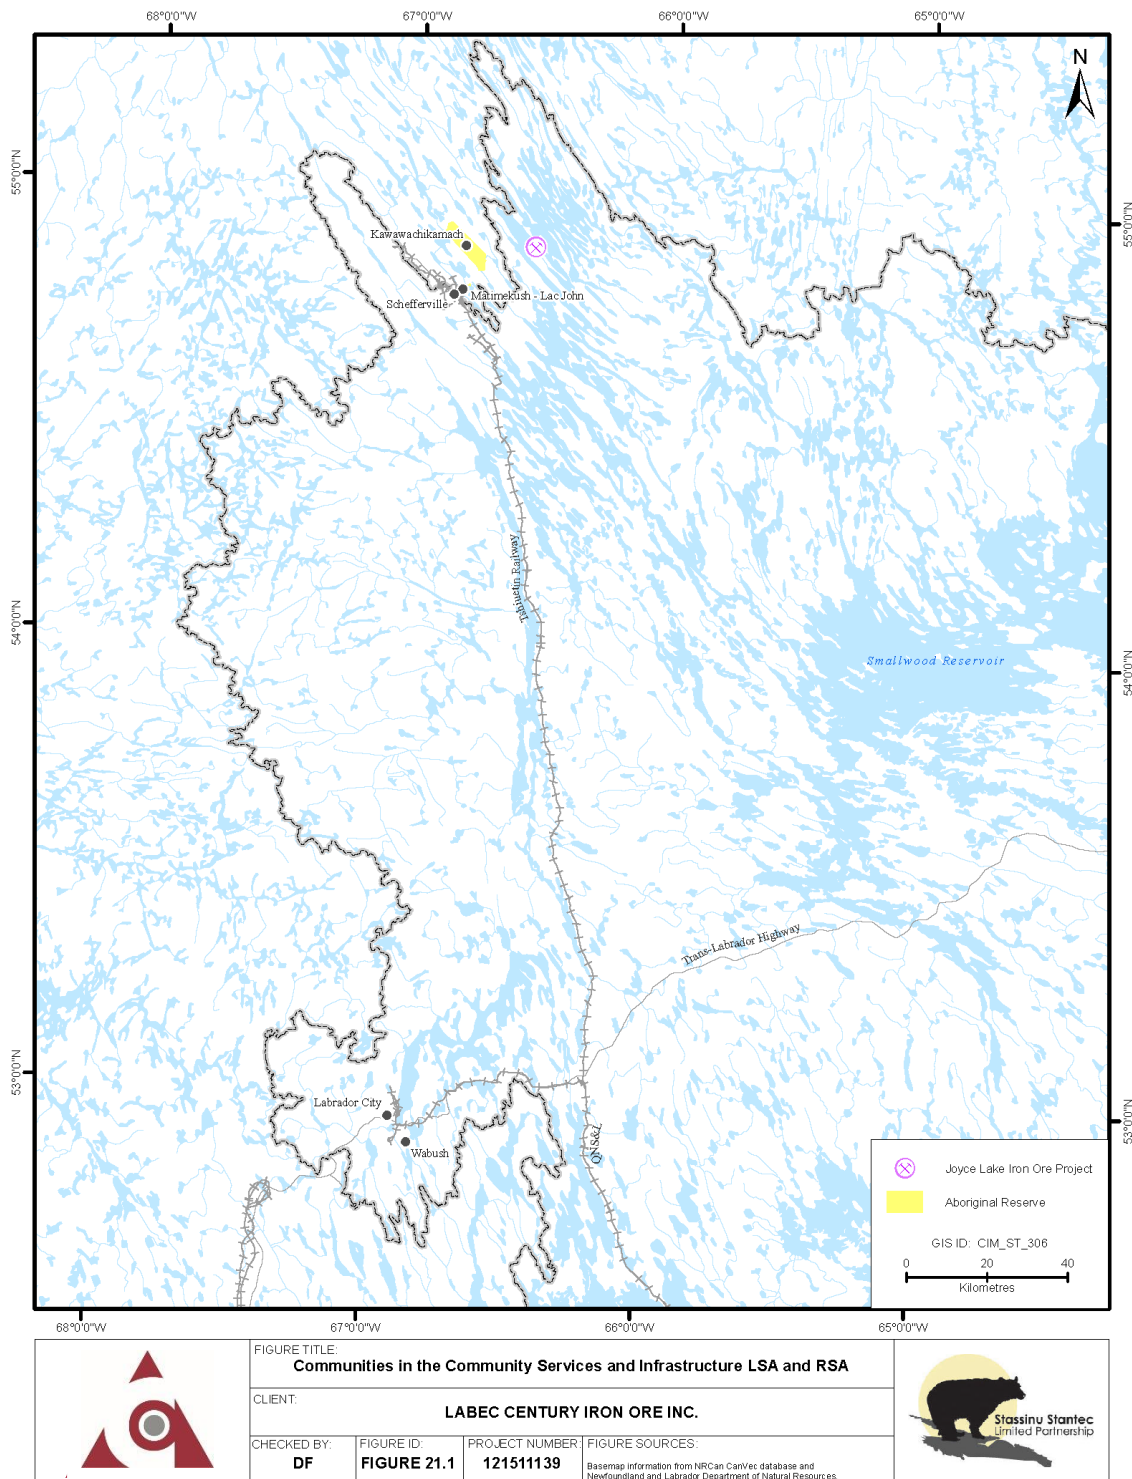 68°0'0"W 67°0'0"W 66°0'0"W 65°0'0"W
N
55°0'0"N
55°0'0"N
Kawawachikamach
Matimekush - Lac John
Schefferville
Tshiuetin Railway
54°0'0"N
Smallwood Reservoir
54°0'0"N
Trans-Labrador Highway
53°0'0"N
Labrador City
53°0'0"N
QNS&L
Wabush
Joyce Lake Iron Ore Project
Aboriginal Reserve
GIS ID: CIM_ST_306
0 20 40
Kilometres
68°0'0"W 67°0'0"W 66°0'0"W 65°0'0"W
FIGURE TITLE:
Communities in the Community Services and Infrastructure LSA and RSA
CLIENT:
LABEC CENTURY IRON ORE INC.
CHECKED BY: FIGURE ID: PROJECT NUMBER: FIGURE SOURCES:
DF FIGURE 21.1 121511139
Basemap information from NRCan CanVec database and
Newfoundland and Labrador Department of Natural Resources.
Stassinu Stantec
Limited Partnership